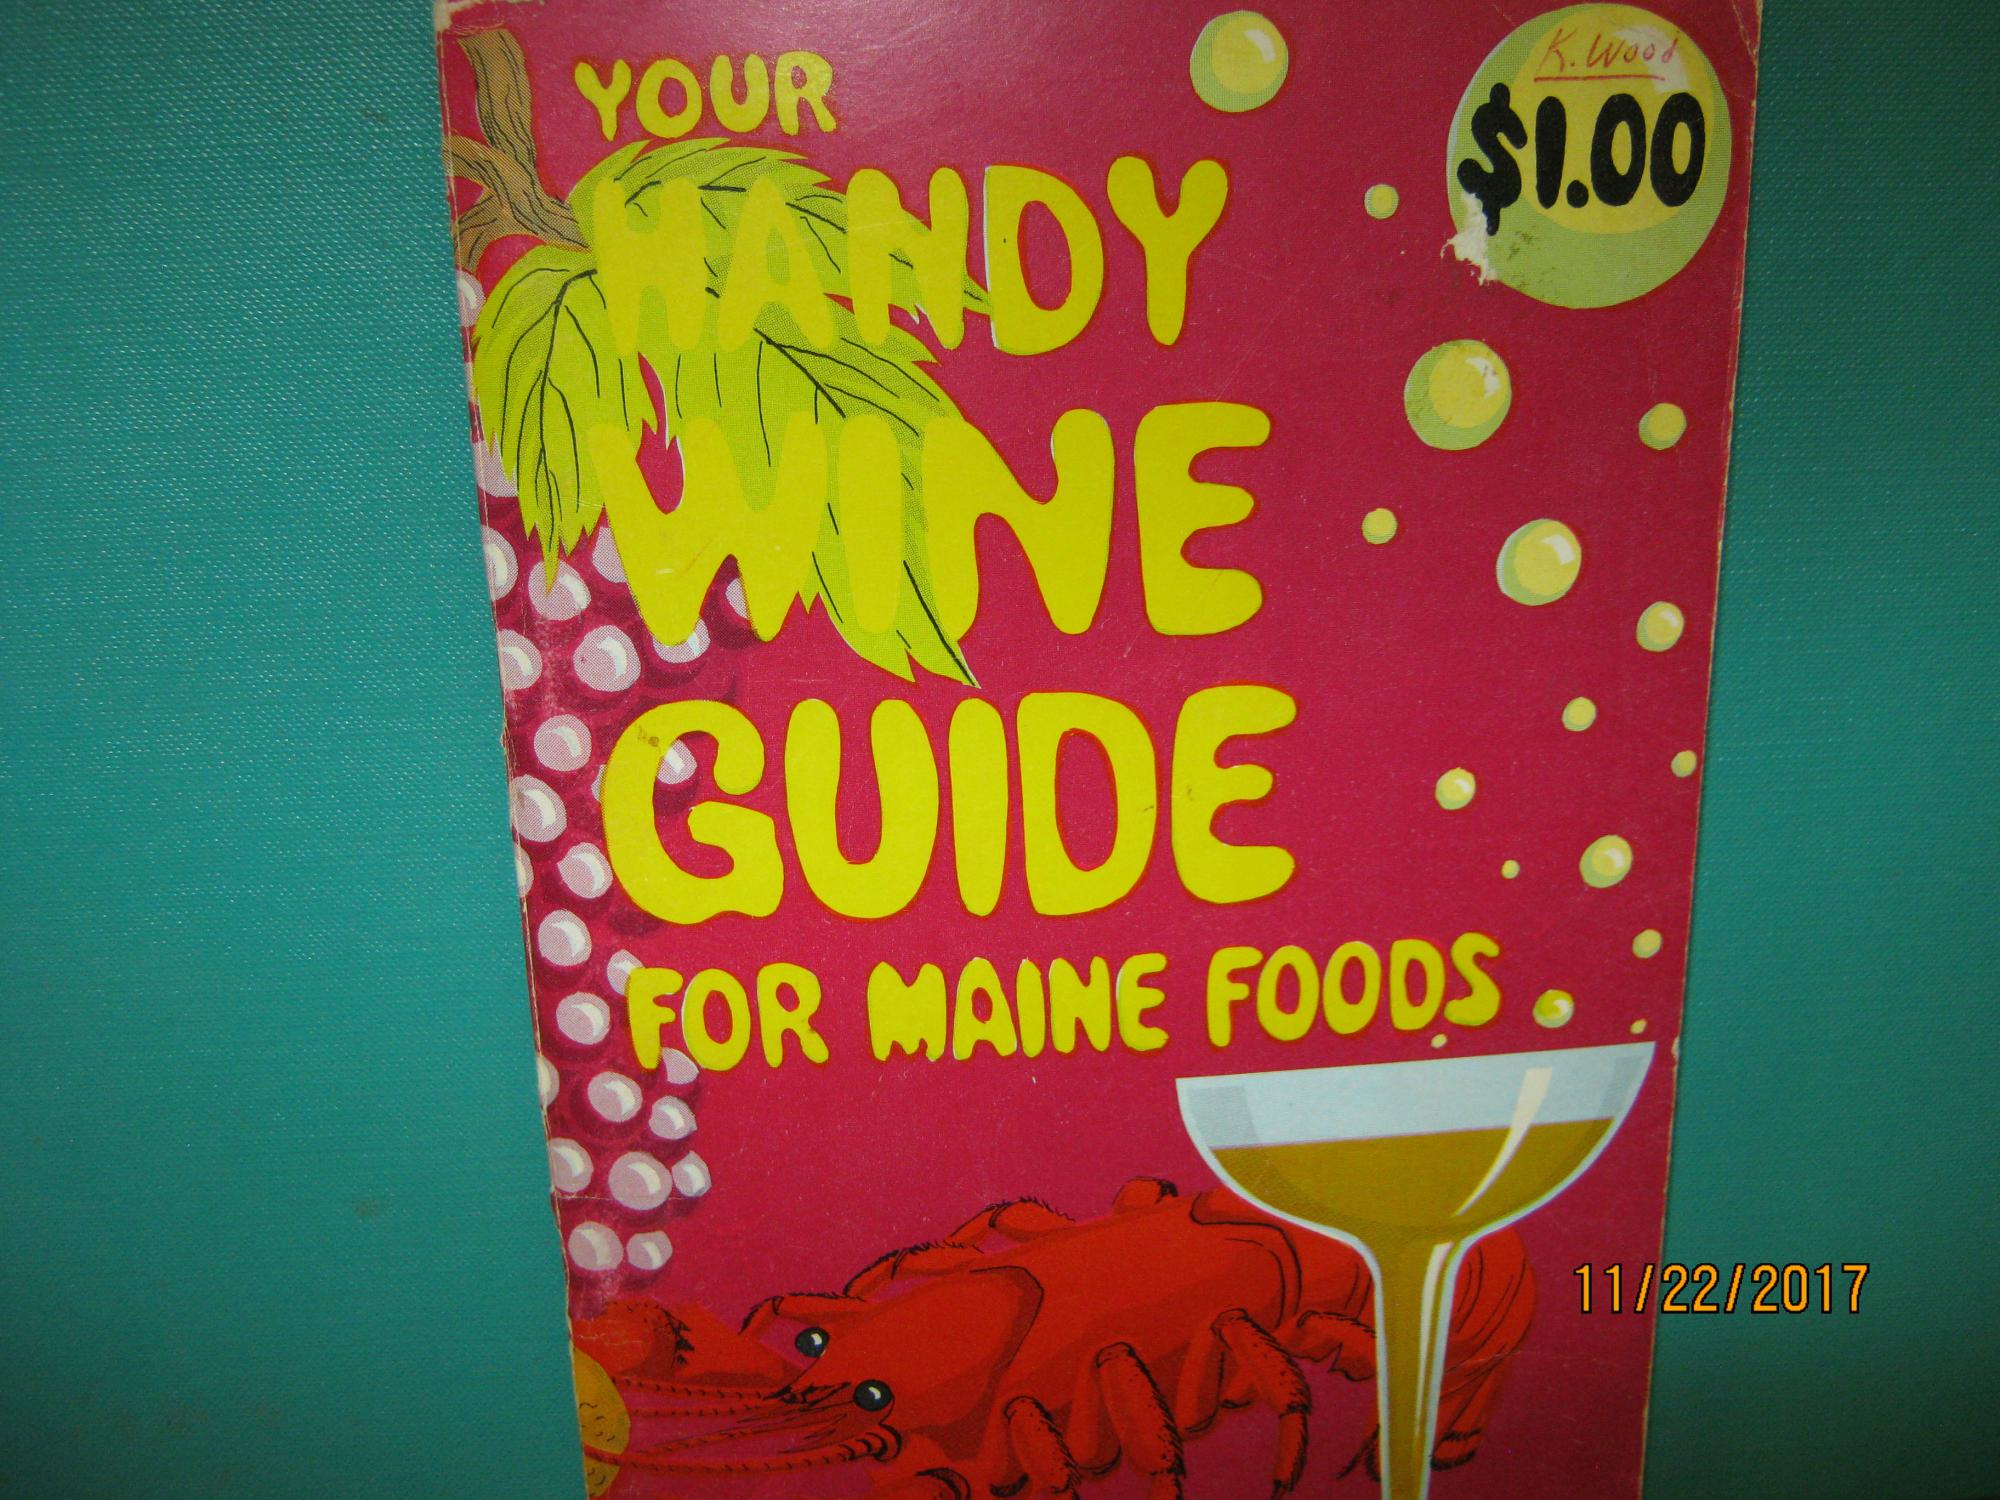 K. Wood
$1.00
YOUR
HANDY
WINE
GUIDE
FOR MAINE FOODS
11/22/2017